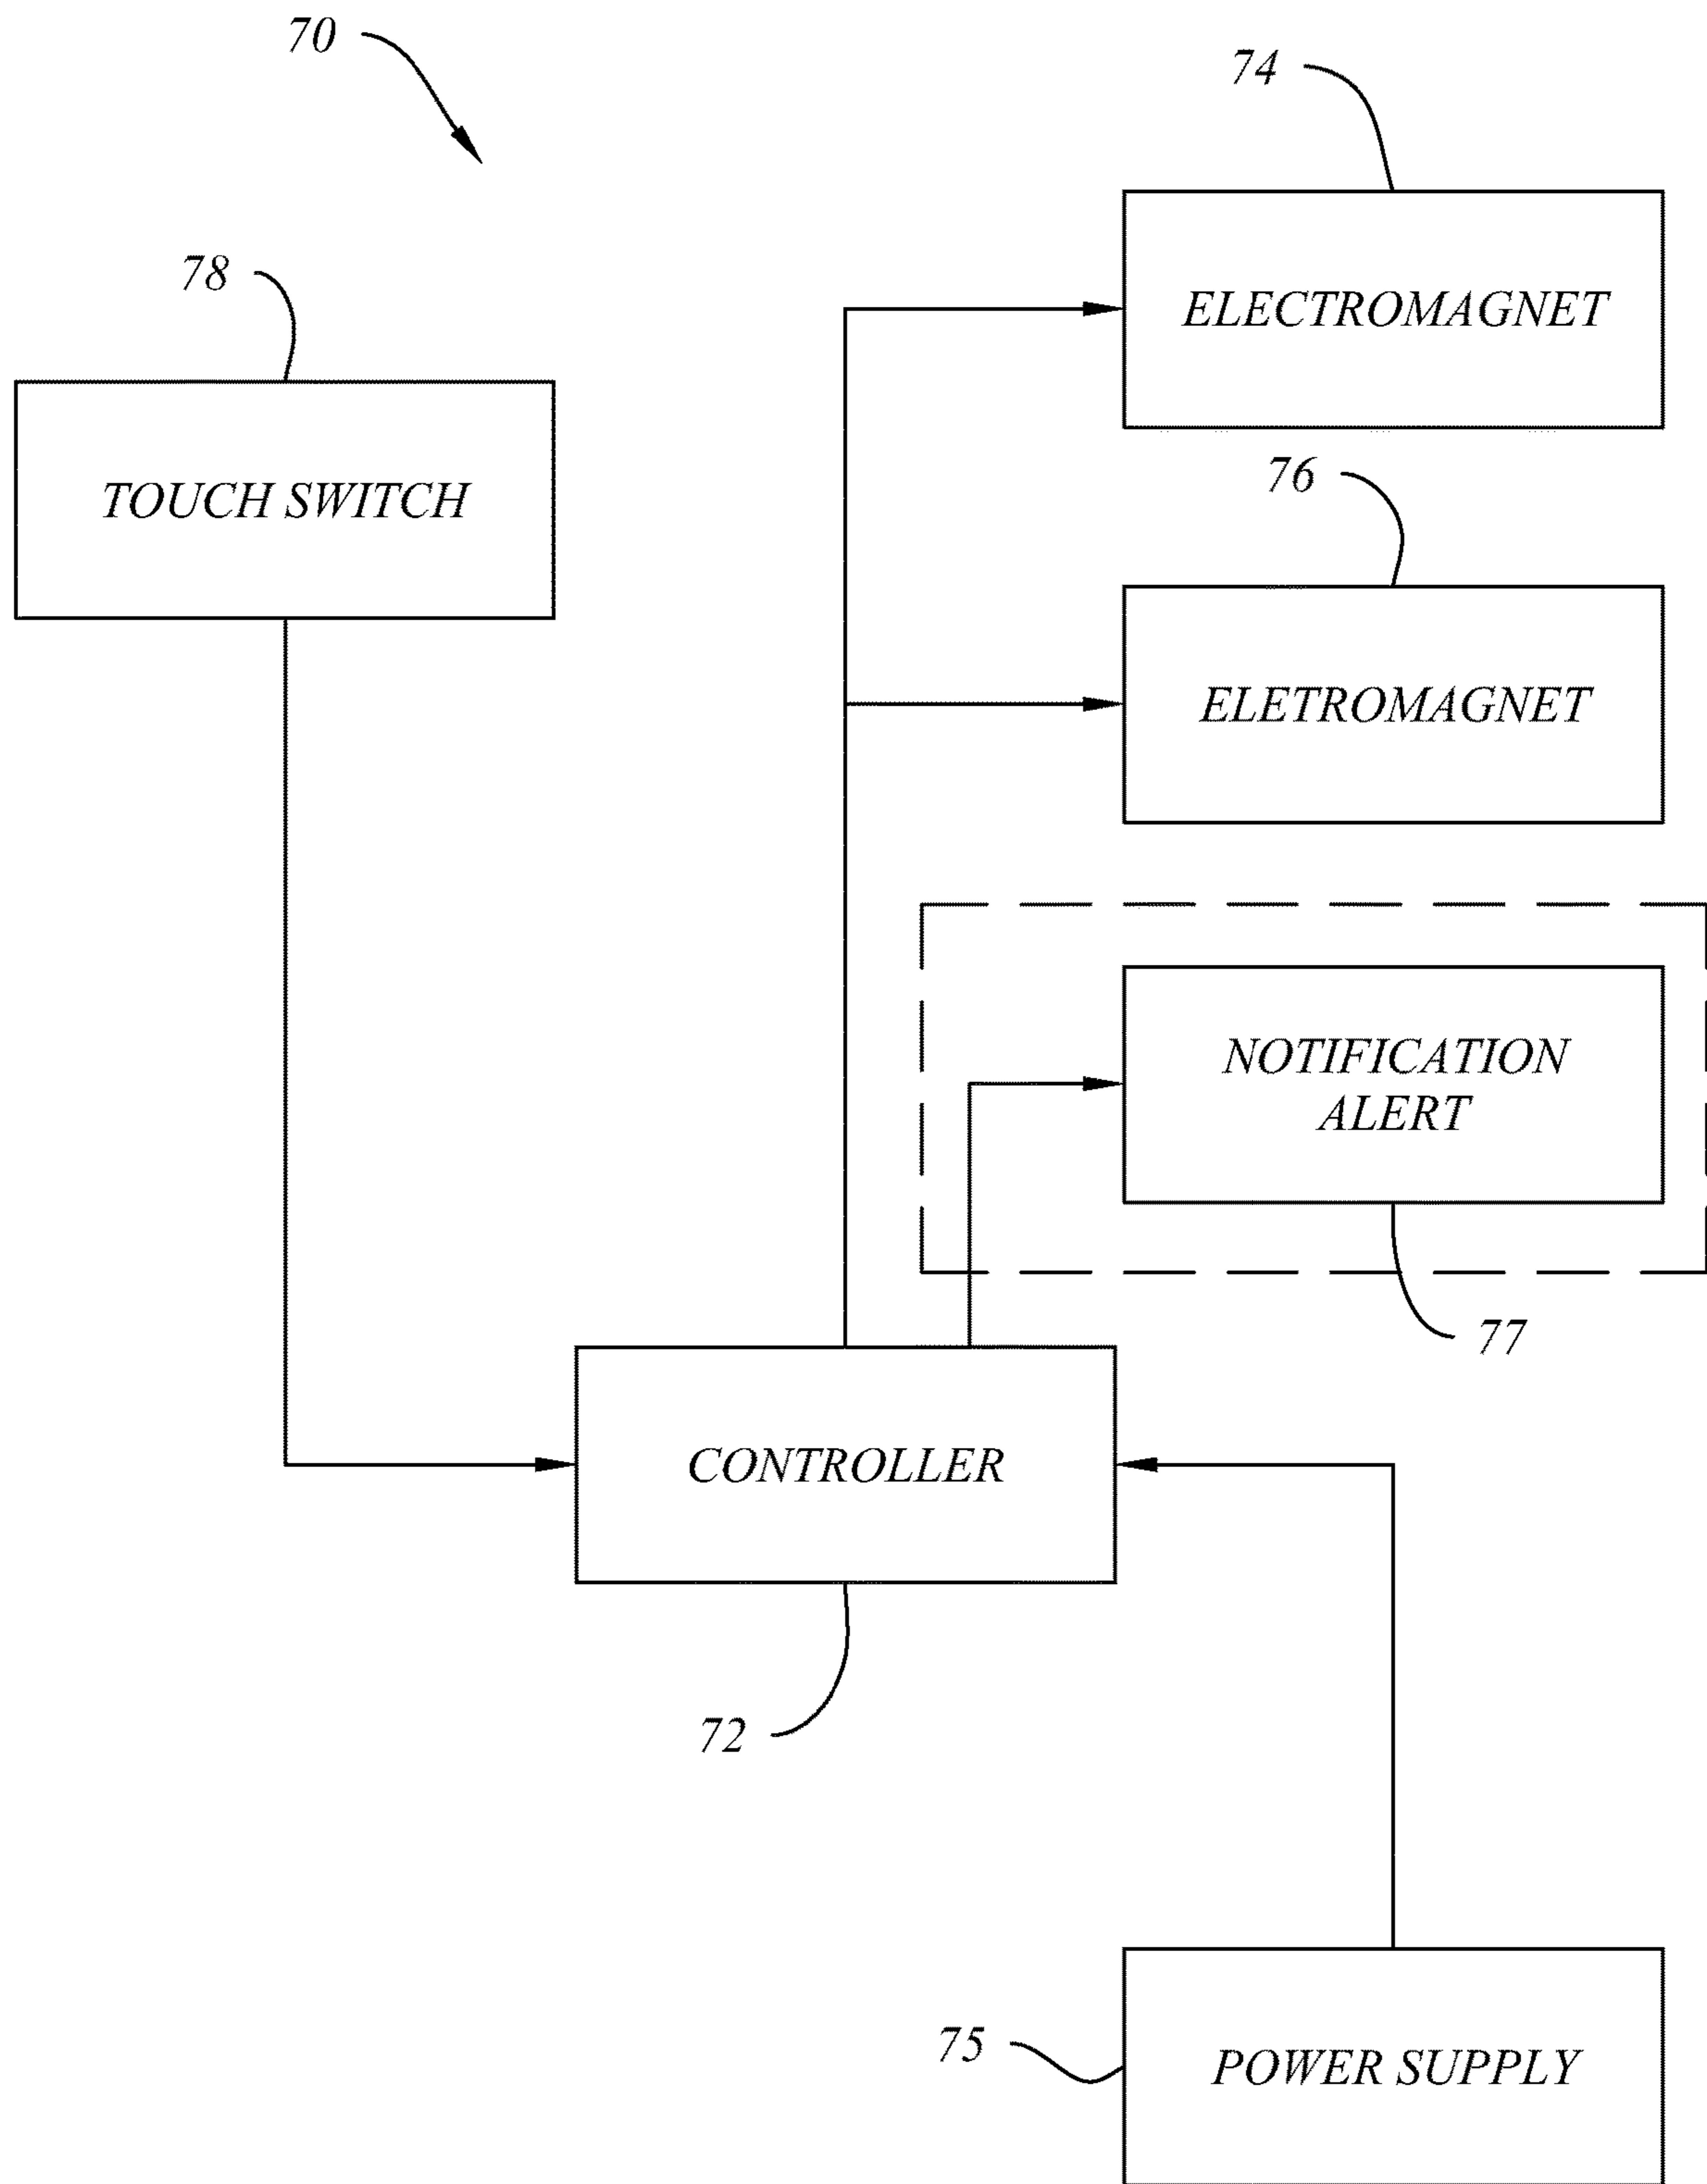 70
74
78
ELECTROMAGNET
76
TOUCH SWITCH
ELETROMAGNET
NOTIFICATION
ALERT
77
CONTROLLER
72
75
POWER SUPPLY